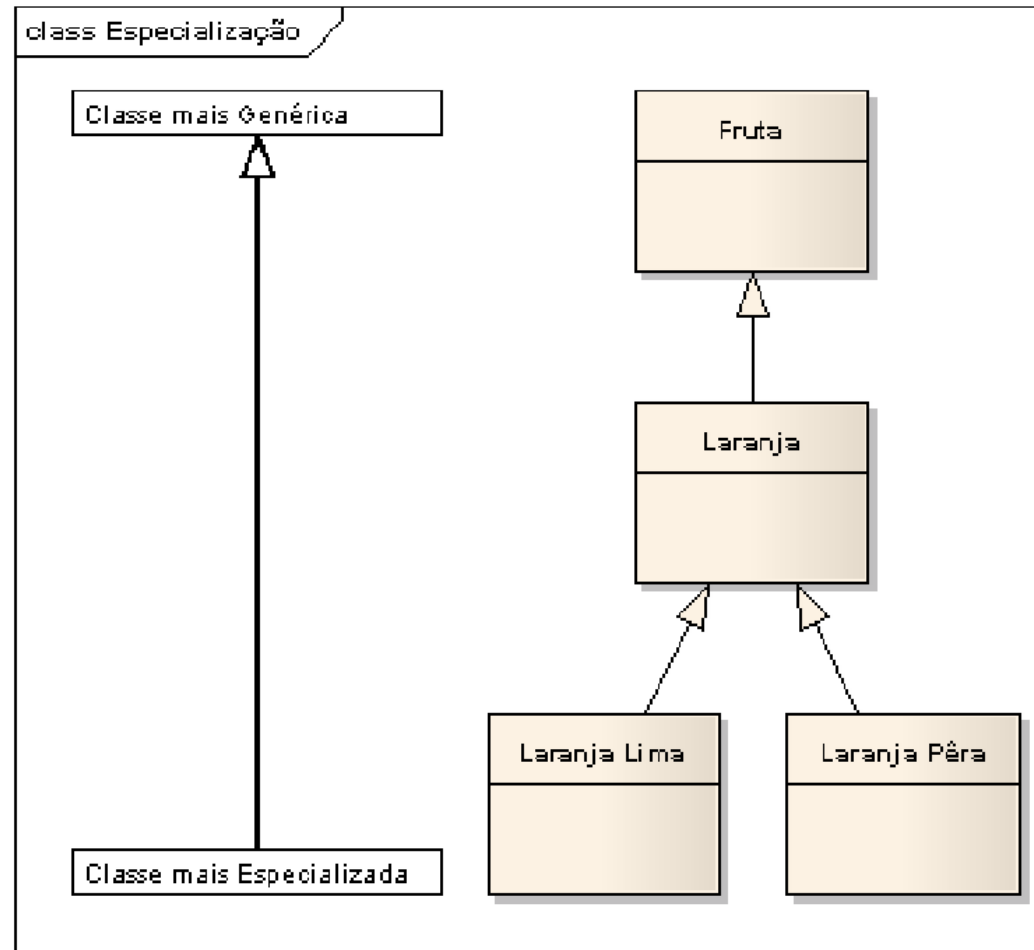 class Especialização
Classe mais Genérica
Fruta
Laranja
Laranja Lima
Laranja Pêra
Classe mais Especializada